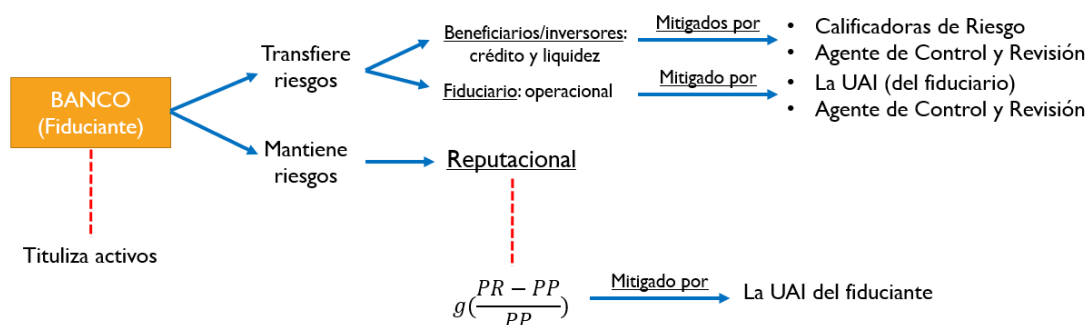 BANCO
(Fiduciante)
Tituliza activos
Transfiere
riesgos
Beneficiarios/inversores:
crédito y liquidez
Mitigados por
• Calificadoras de Riesgo
• Agente de Control y Revisión
Fiduciario: operacional
Mitigado por
• La UAI (del fiduciario)
• Agente de Control y Revisión
Mantiene
riesgos
Reputacional
g(PR − PP / PP)
Mitigado por
La UAI del fiduciante